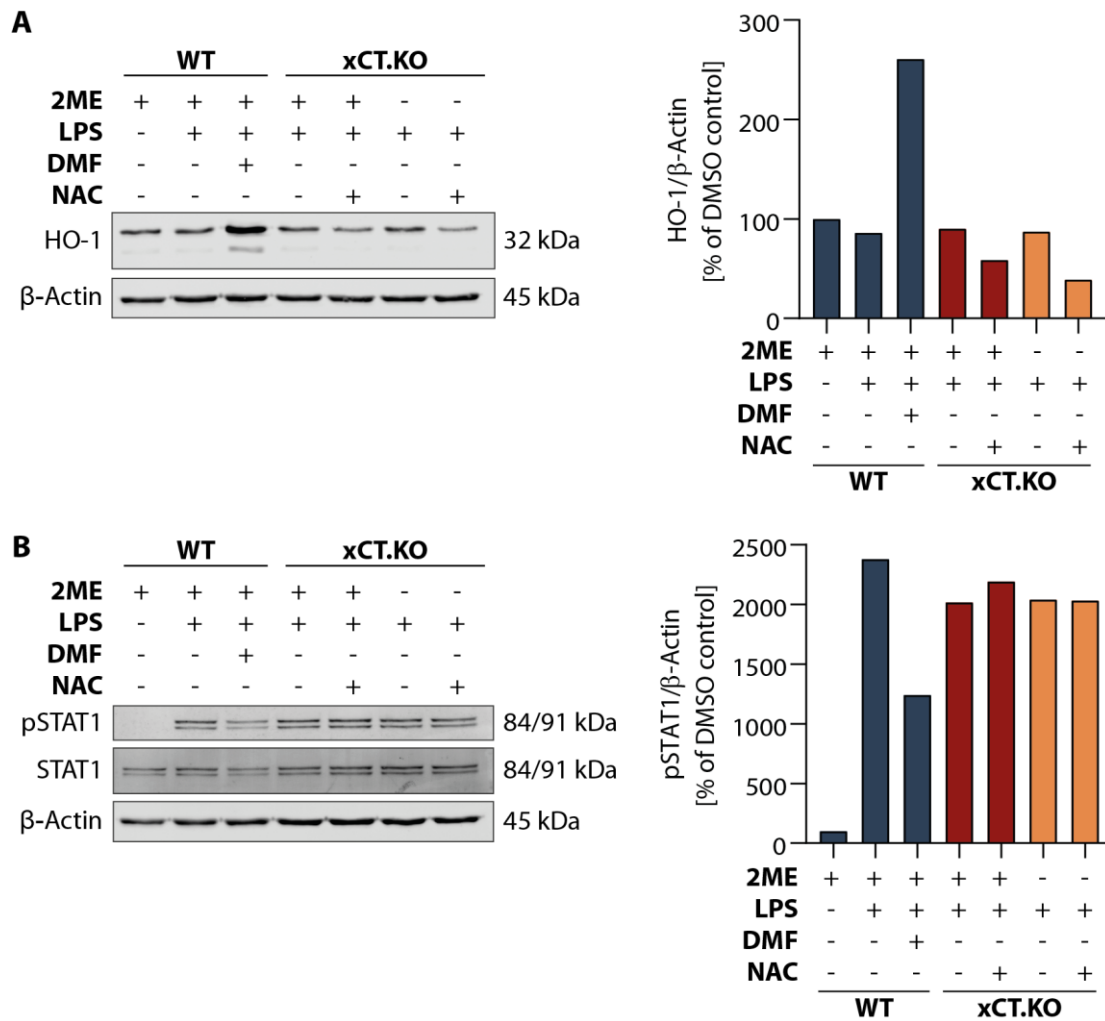 A
WT xCT.KO
2ME + + + + + - -
LPS - + + + + + +
DMF - - + - - - -
NAC - - - - + - +
HO-1 32 kDa
β-Actin 45 kDa
300
200
100
0
HO-1/β-Actin
[% of DMSO control]
2ME + + + + + - -
LPS - + + + + + +
DMF - - + - - - -
NAC - - - - + - +
WT xCT.KO
B
WT xCT.KO
2ME + + + + + - -
LPS - + + + + + +
DMF - - + - - - -
NAC - - - - + - +
pSTAT1 84/91 kDa
STAT1 84/91 kDa
β-Actin 45 kDa
2500
2000
1500
1000
500
0
pSTAT1/β-Actin
[% of DMSO control]
2ME + + + + + - -
LPS - + + + + + +
DMF - - + - - - -
NAC - - - - + - +
WT xCT.KO